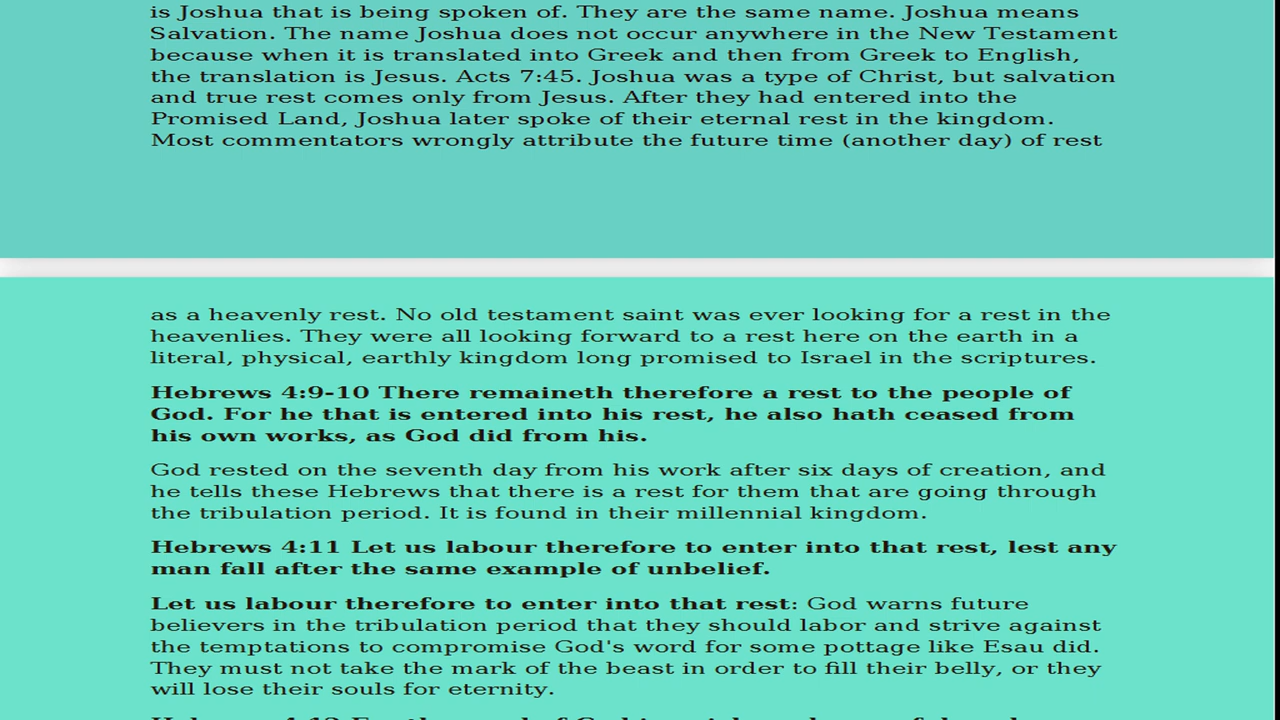 is Joshua that is being spoken of. They are the same name. Joshua means
Salvation. The name Joshua does not occur anywhere in the New Testament
because when it is translated into Greek and then from Greek to English,
the translation is Jesus. Acts 7:45. Joshua was a type of Christ, but salvation
and true rest comes only from Jesus. After they had entered into the
Promised Land, Joshua later spoke of their eternal rest in the kingdom.
Most commentators wrongly attribute the future time (another day) of rest
as a heavenly rest. No old testament saint was ever looking for a rest in the
heavenlies. They were all looking forward to a rest here on the earth in a
literal, physical, earthly kingdom long promised to Israel in the scriptures.
Hebrews 4:9-10 There remaineth therefore a rest to the people of
God. For he that is entered into his rest, he also hath ceased from
his own works, as God did from his.
God rested on the seventh day from his work after six days of creation, and
he tells these Hebrews that there is a rest for them that are going through
the tribulation period. It is found in their millennial kingdom.
Hebrews 4:11 Let us labour therefore to enter into that rest, lest any
man fall after the same example of unbelief.
Let us labour therefore to enter into that rest: God warns future
believers in the tribulation period that they should labor and strive against
the temptations to compromise God's word for some pottage like Esau did.
They must not take the mark of the beast in order to fill their belly, or they
will lose their souls for eternity.